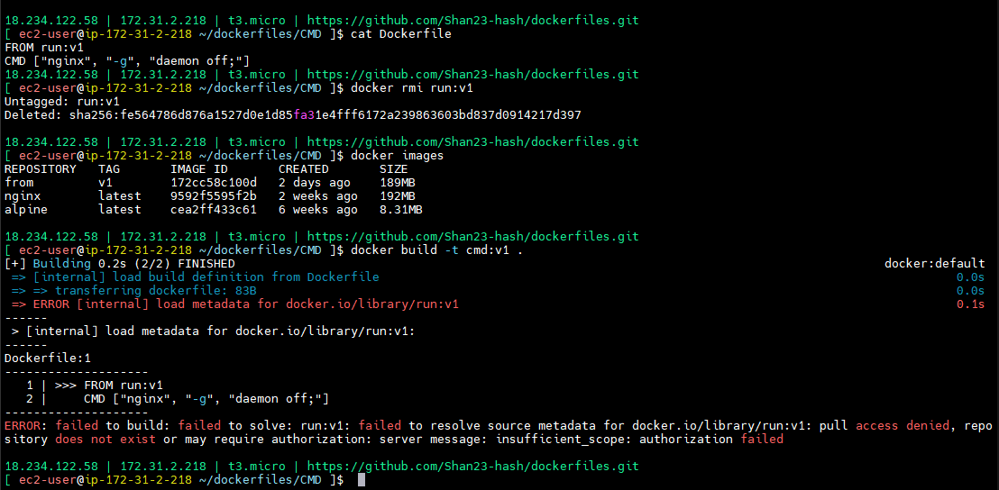 18.234.122.58 | 172.31.2.218 | t3.micro | https://github.com/Shan23-hash/dockerfiles.git
[ ec2-user@ip-172-31-2-218 ~/dockerfiles/CMD ]$ cat Dockerfile
FROM run:v1
CMD ["nginx", "-g", "daemon off;"]
18.234.122.58 | 172.31.2.218 | t3.micro | https://github.com/Shan23-hash/dockerfiles.git
[ ec2-user@ip-172-31-2-218 ~/dockerfiles/CMD ]$ docker rmi run:v1
Untagged: run:v1
Deleted: sha256:fe564786d876a1527d0e1d85fa31e4fff6172a239863603bd837d0914217d397
18.234.122.58 | 172.31.2.218 | t3.micro | https://github.com/Shan23-hash/dockerfiles.git
[ ec2-user@ip-172-31-2-218 ~/dockerfiles/CMD ]$ docker images
REPOSITORY   TAG       IMAGE ID       CREATED       SIZE
from         v1        172cc58c100d   2 days ago    189MB
nginx        latest    9592f5595f2b   2 weeks ago   192MB
alpine       latest    cea2ff433c61   6 weeks ago   8.31MB
18.234.122.58 | 172.31.2.218 | t3.micro | https://github.com/Shan23-hash/dockerfiles.git
[ ec2-user@ip-172-31-2-218 ~/dockerfiles/CMD ]$ docker build -t cmd:v1 .
[+] Building 0.2s (2/2) FINISHED docker:default
=> [internal] load build definition from Dockerfile 0.0s
=> => transferring dockerfile: 83B 0.0s
=> ERROR [internal] load metadata for docker.io/library/run:v1 0.1s
------
> [internal] load metadata for docker.io/library/run:v1:
------
Dockerfile:1
--------------------
1 | >>> FROM run:v1
2 |     CMD ["nginx", "-g", "daemon off;"]
--------------------
ERROR: failed to build: failed to solve: run:v1: failed to resolve source metadata for docker.io/library/run:v1: pull access denied, repo
sitory does not exist or may require authorization: server message: insufficient_scope: authorization failed
18.234.122.58 | 172.31.2.218 | t3.micro | https://github.com/Shan23-hash/dockerfiles.git
[ ec2-user@ip-172-31-2-218 ~/dockerfiles/CMD ]$